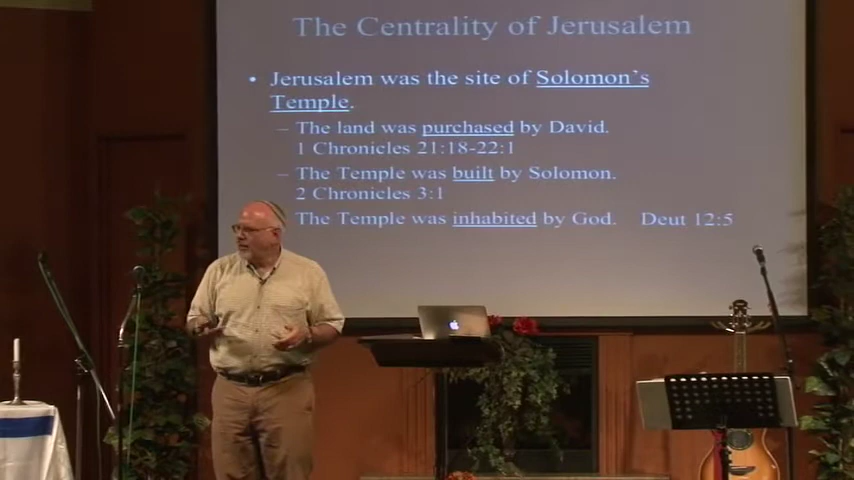 The Centrality of Jerusalem
• Jerusalem was the site of Solomon's
Temple.
– The land was purchased by David.
1 Chronicles 21:18-22:1
– The Temple was built by Solomon.
2 Chronicles 3:1
– The Temple was inhabited by God. Deut 12:5